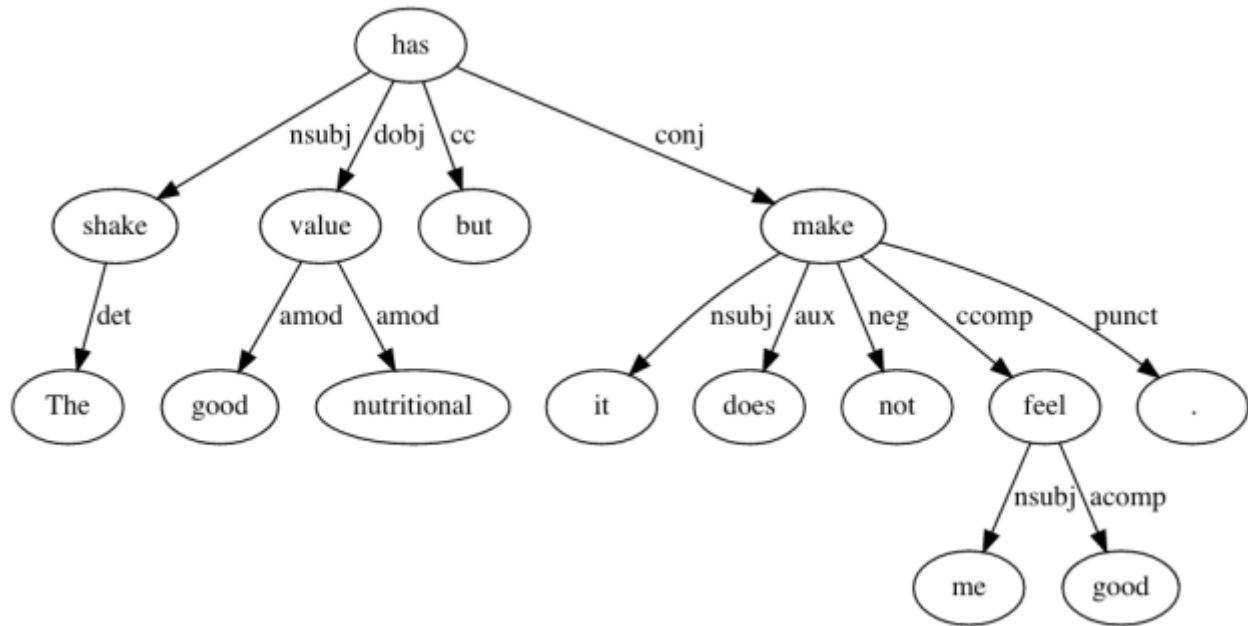 has
nsubj dobj cc conj
shake value but make
det amod amod nsubj aux neg ccomp punct
The good nutritional it does not feel .
nsubj acomp
me good